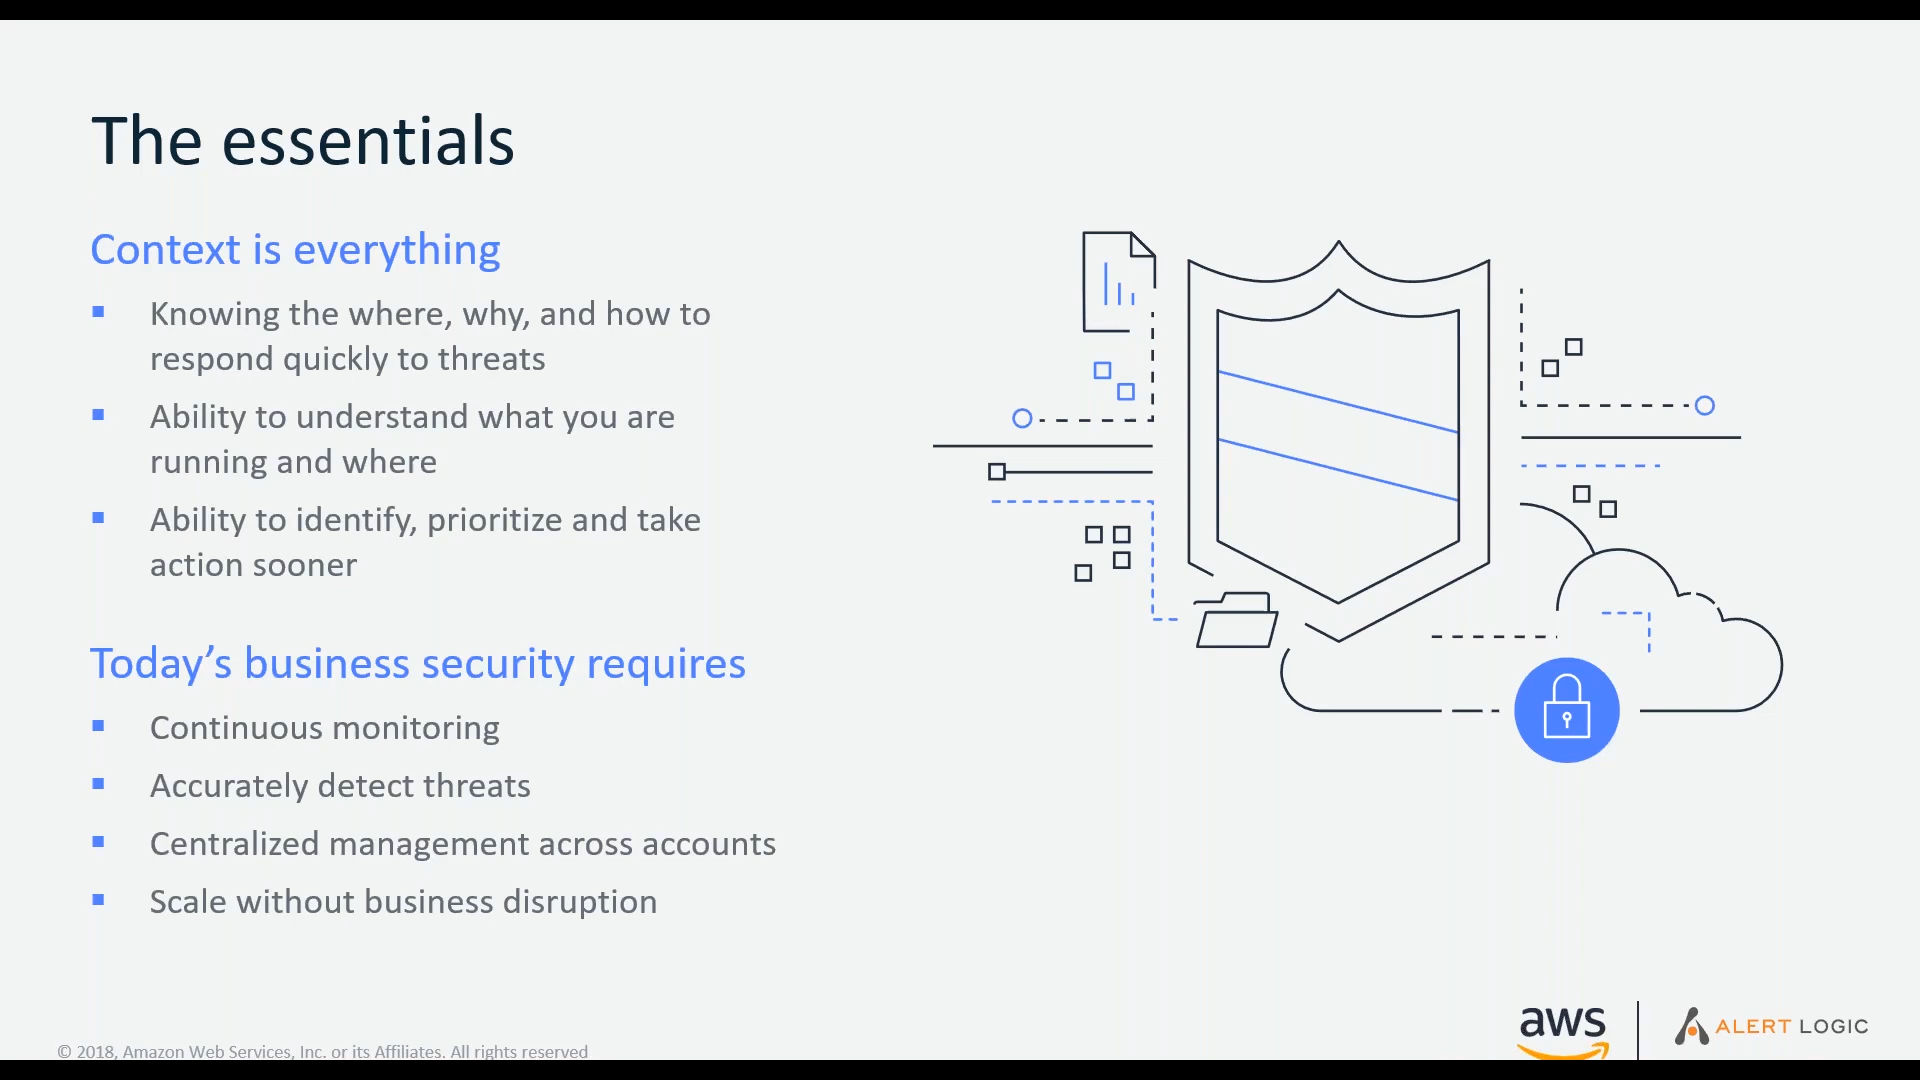 The essentials
Context is everything
Knowing the where, why, and how to
respond quickly to threats
Ability to understand what you are
running and where
Ability to identify, prioritize and take
action sooner
Today’s business security requires
Continuous monitoring
Accurately detect threats
Centralized management across accounts
Scale without business disruption
© 2018, Amazon Web Services, Inc. or its Affiliates. All rights reserved
aws
ALERT LOGIC